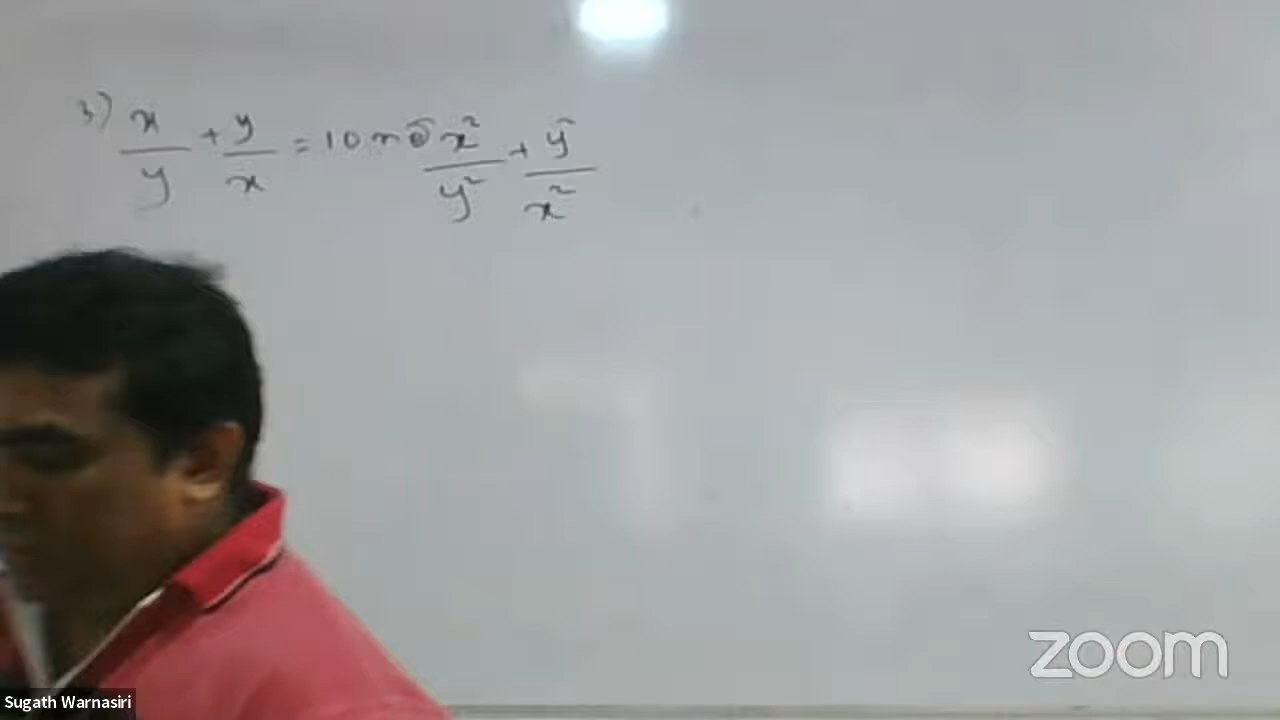 3) x/y + y/x = 10 නම් x²/y² + y²/x²
Sugath Warnasiri
zoom